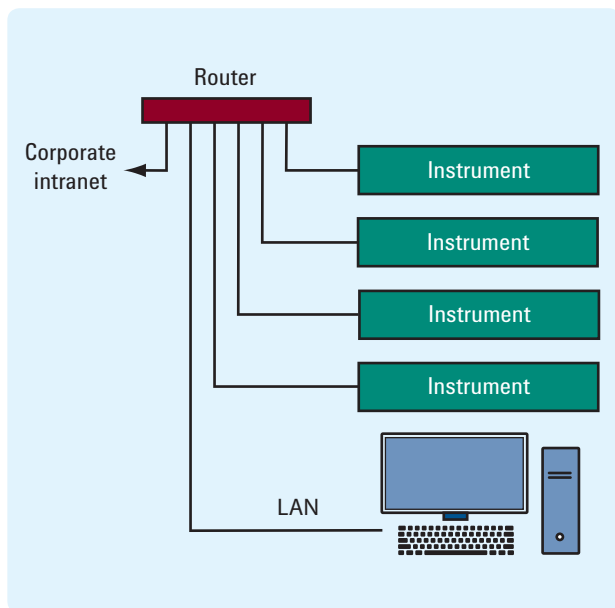 Router
Corporate
intranet
Instrument
Instrument
Instrument
Instrument
LAN